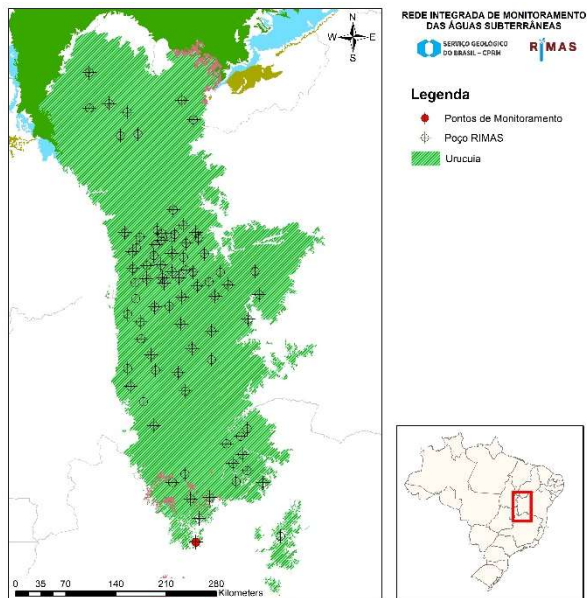 N
W E
S
0 35 70 140 210 280
Kilometers
REDE INTEGRADA DE MONITORAMENTO
DAS ÁGUAS SUBTERRÂNEAS
SERVIÇO GEOLÓGICO
DO BRASIL – CPRM
RIMAS
Legenda
Pontos de Monitoramento
Poço RIMAS
Urucuia